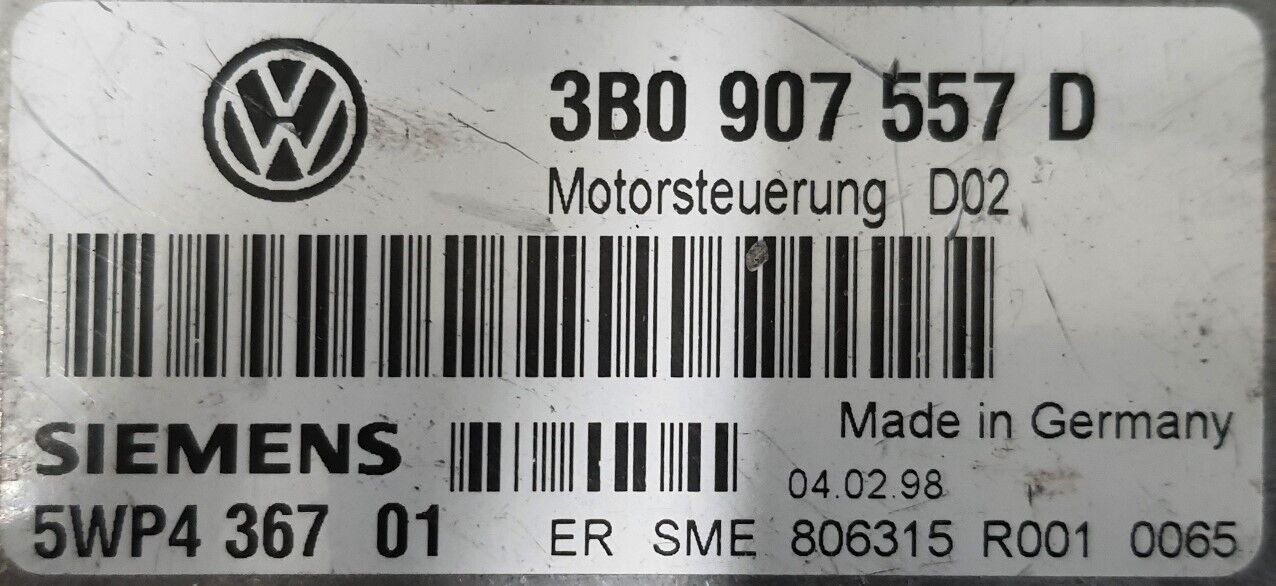 3B0 907 557 D
Motorsteuerung D02
SIEMENS
Made in Germany
04.02.98
5WP4 367 01
ER SME 806315 R001 0065